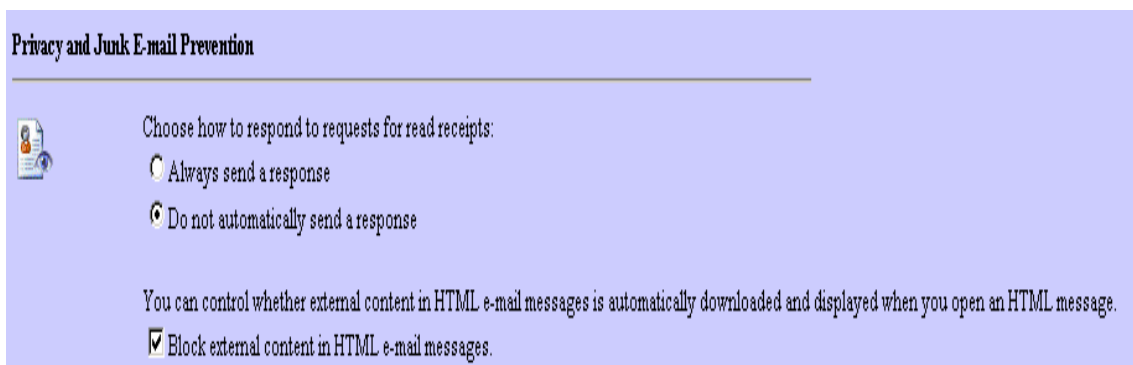 Privacy and Junk E-mail Prevention
Choose how to respond to requests for read receipts:
Always send a response
Do not automatically send a response
You can control whether external content in HTML e-mail messages is automatically downloaded and displayed when you open an HTML message.
Block external content in HTML e-mail messages.